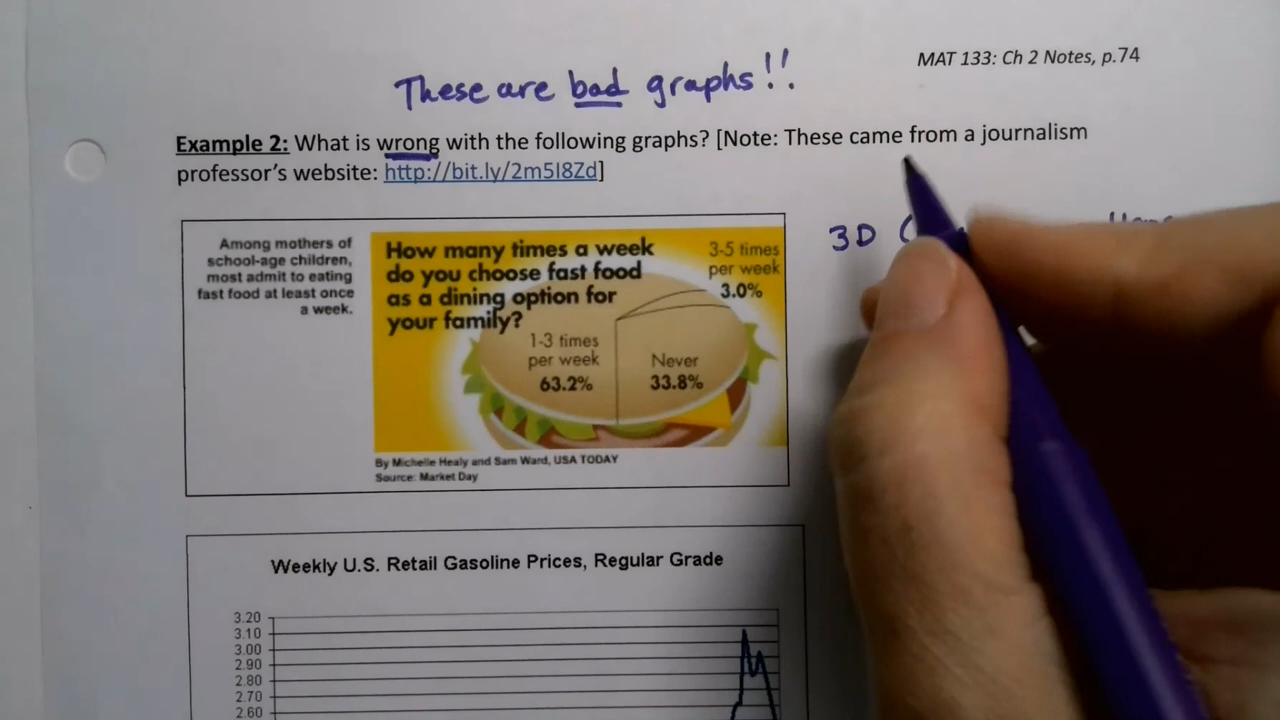 MAT 133: Ch 2 Notes, p.74
These are bad graphs!!
Example 2: What is wrong with the following graphs? [Note: These came from a journalism
professor's website: http://bit.ly/2m5I8Zd]
Among mothers of
school-age children,
most admit to eating
fast food at least once
a week.
How many times a week
do you choose fast food
as a dining option for
your family?
3-5 times
per week
3.0%
1-3 times
per week
63.2%
Never
33.8%
By Michelle Healy and Sam Ward, USA TODAY
Source: Market Day
3D
Weekly U.S. Retail Gasoline Prices, Regular Grade
3.20
3.10
3.00
2.90
2.80
2.70
2.60